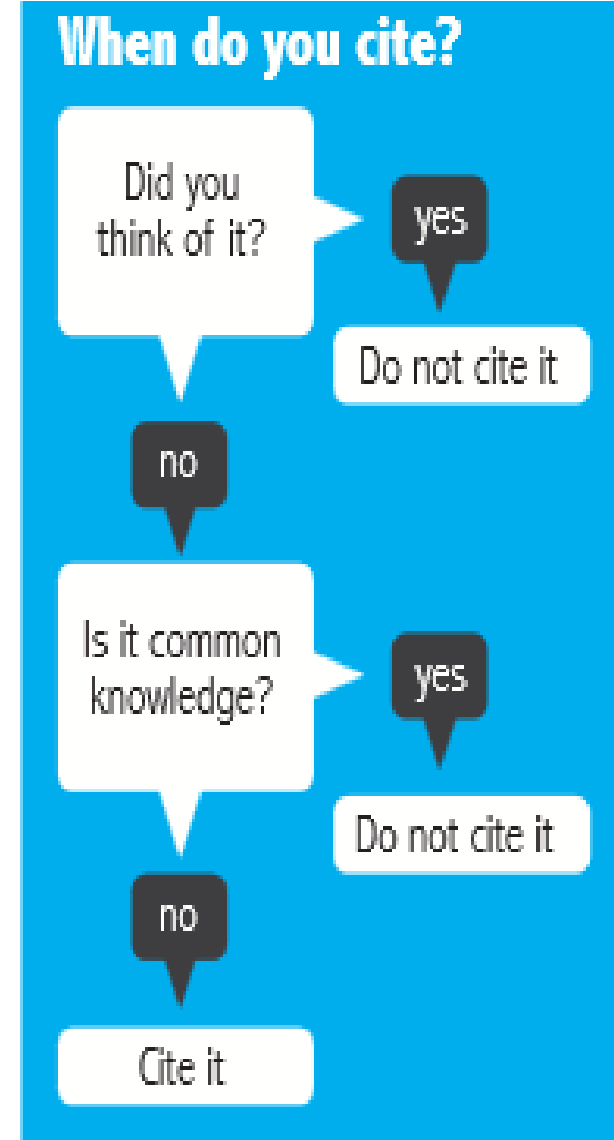 When do you cite?
Did you
think of it?
yes
Do not cite it
no
Is it common
knowledge?
yes
Do not cite it
no
Cite it